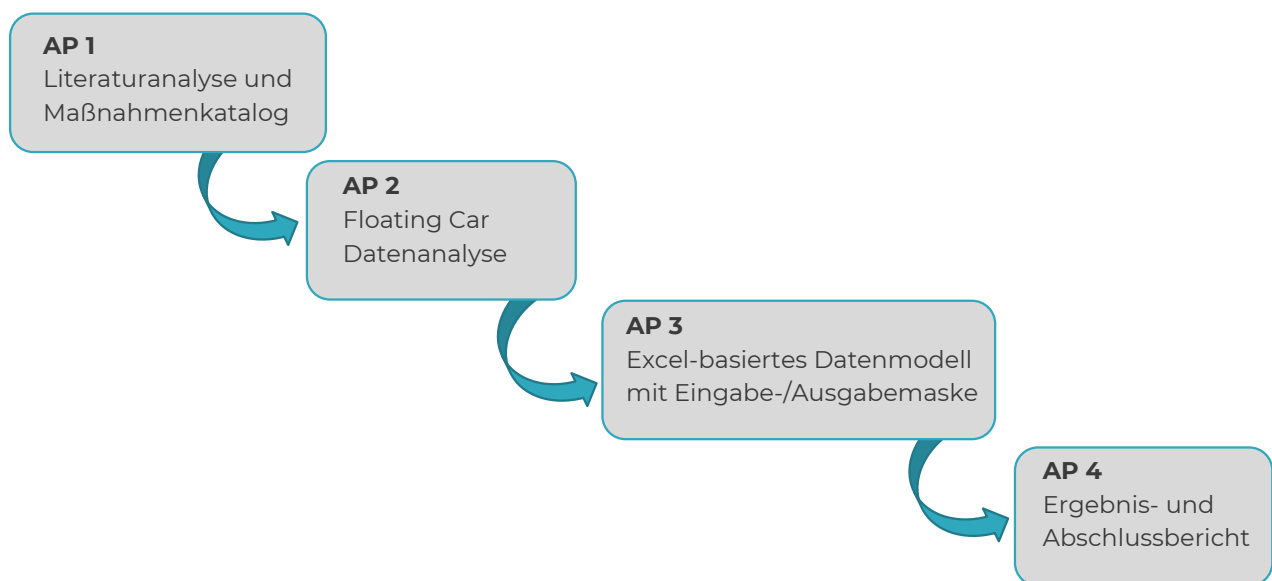 AP 1
Literaturanalyse und
Maßnahmenkatalog
AP 2
Floating Car
Datenanalyse
AP 3
Excel-basiertes Datenmodell
mit Eingabe-/Ausgabemaske
AP 4
Ergebnis- und
Abschlussbericht